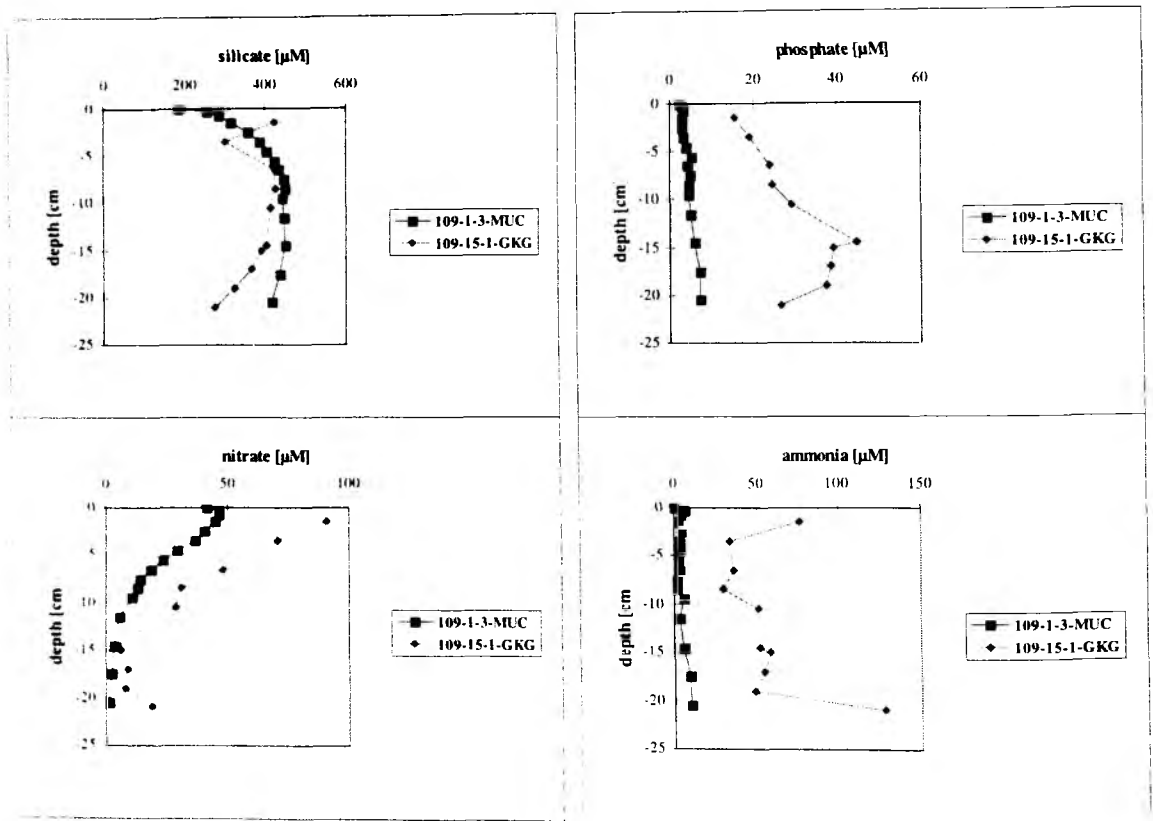 silicate [µM]
0 200 400 600
0
-5
-10
-15
-20
-25
depth [cm]
109-1-3-MUC
109-15-1-GKG
phosphate [µM]
0 20 40 60
0
-5
-10
-15
-20
-25
depth [cm]
109-1-3-MUC
109-15-1-GKG
nitrate [µM]
0 50 100
0
5
-10
-15
-20
-25
depth [cm
109-1-3-MUC
109-15-1-GKG
ammonia [µM]
0 50 100 150
0
-5
-10
-15
-20
-25
depth [cm
109-1-3-MUC
109-15-1-GKG